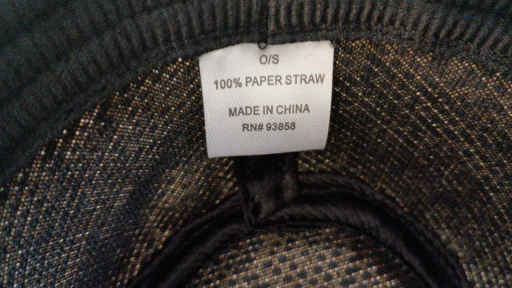 O/S
100% PAPER STRAW
MADE IN CHINA
RN# 93858